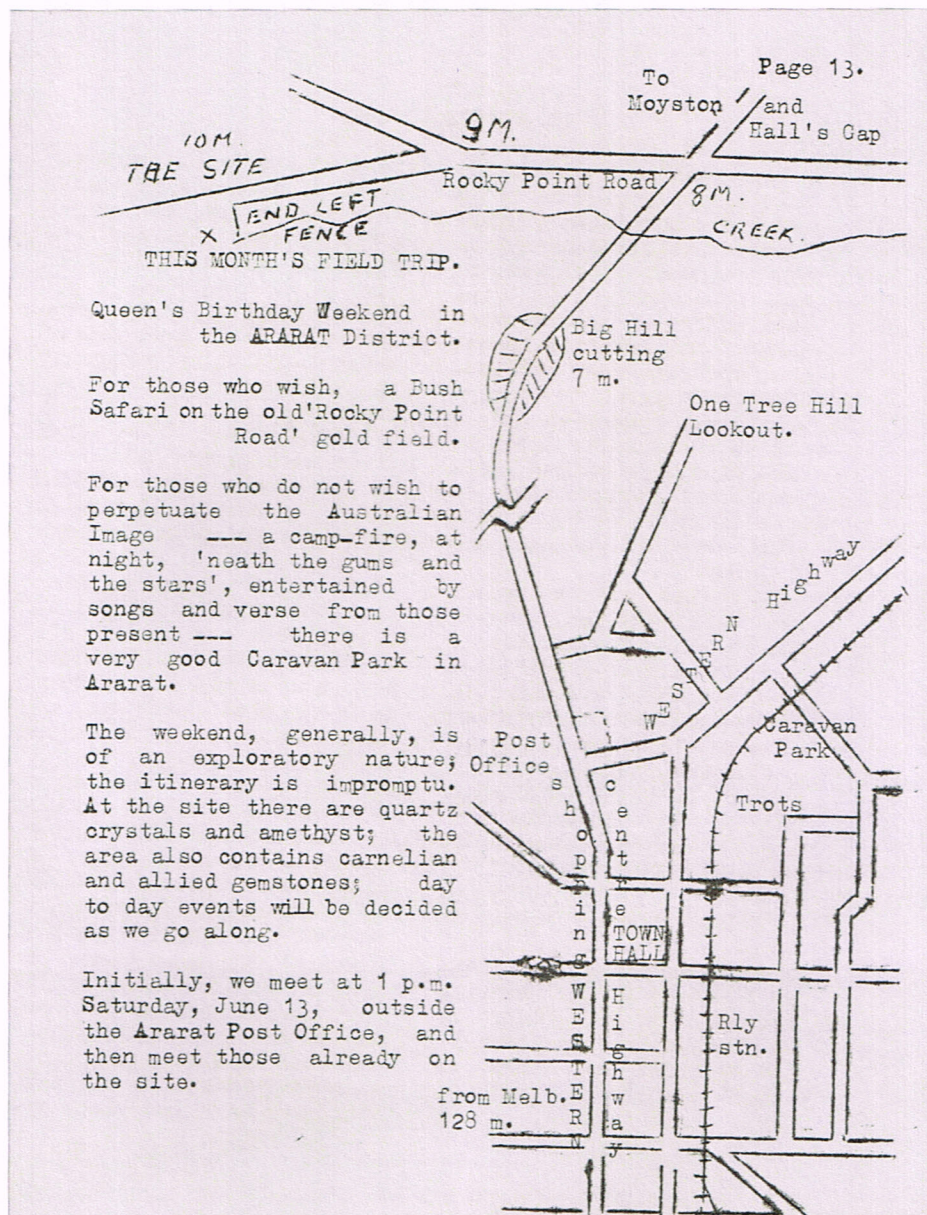 Page 13.
To
Moyston and
Hall's Gap
10 M.
THE SITE
9 M.
Rocky Point Road
8 M.
END LEFT
FENCE
X
CREEK.
THIS MONTH'S FIELD TRIP.
Queen's Birthday Weekend in
the ARARAT District.
For those who wish, a Bush
Safari on the old'Rocky Point
Road' gold field.
For those who do not wish to
perpetuate the Australian
Image --- a camp-fire, at
night, 'neath the gums and
the stars', entertained by
songs and verse from those
present --- there is a
very good Caravan Park in
Ararat.
The weekend, generally, is
of an exploratory nature;
the itinerary is impromptu.
At the site there are quartz
crystals and amethyst; the
area also contains carnelian
and allied gemstones; day
to day events will be decided
as we go along.
Initially, we meet at 1 p.m.
Saturday, June 13, outside
the Ararat Post Office, and
then meet those already on
the site.
Big Hill
cutting
7 m.
One Tree Hill
Lookout.
WESTERN Highway
Post
Office
Caravan
Park.
Trots
shopping centre
TOWN
HALL
WESTERN Highway
Rly
stn.
from Melb.
128 m.